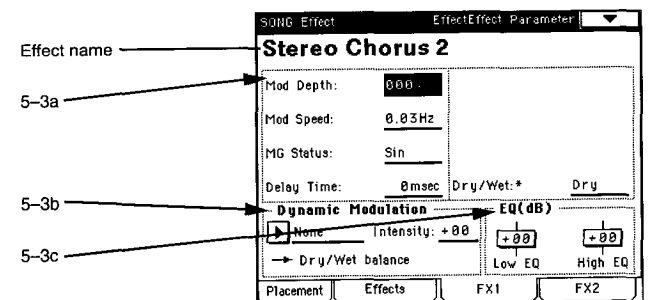 SONG Effect EffectEffect Parameter
Effect name
Stereo Chorus 2
5–3a
Mod Depth: 000
Mod Speed: 0.03Hz
MG Status: Sin
Delay Time: 0msec Dry/Wet:* Dry
5–3b
Dynamic Modulation EQ(dB)
None Intensity: +00 +00 +00
5–3c
→ Dry/Wet balance Low EQ High EQ
Placement Effects FX1 FX2